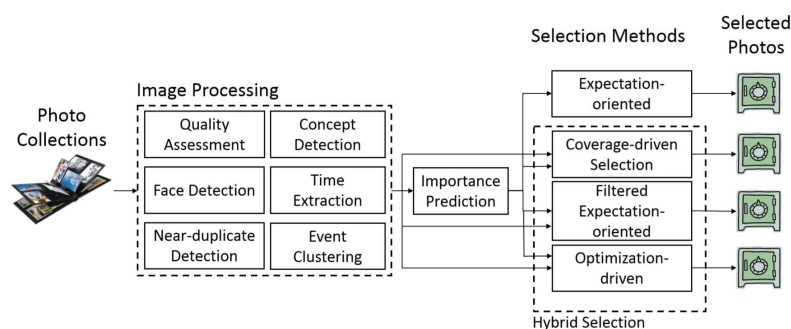 Selection Methods
Selected
Photos
Image Processing
Photo
Collections
Quality
Assessment
Concept
Detection
Face Detection
Time
Extraction
Near-duplicate
Detection
Event
Clustering
Importance
Prediction
Expectation-
oriented
Coverage-driven
Selection
Filtered
Expectation-
oriented
Optimization-
driven
Hybrid Selection